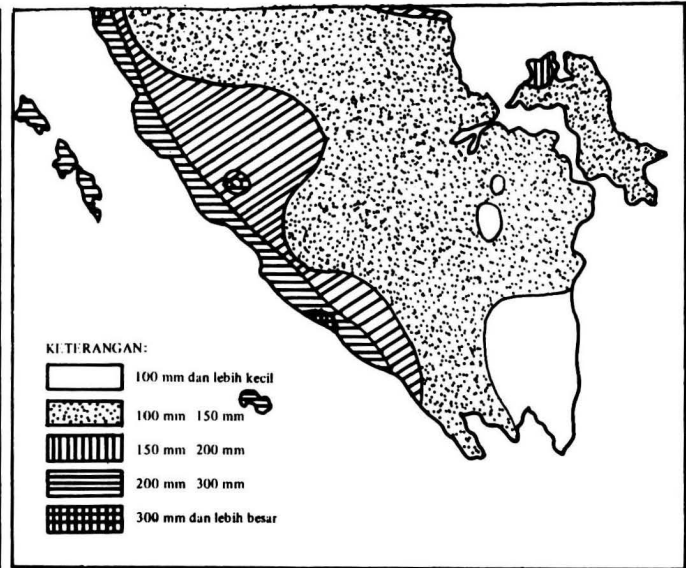 KETERANGAN:
100 mm dan lebih kecil
100 mm 150 mm
150 mm 200 mm
200 mm 300 mm
300 mm dan lebih besar